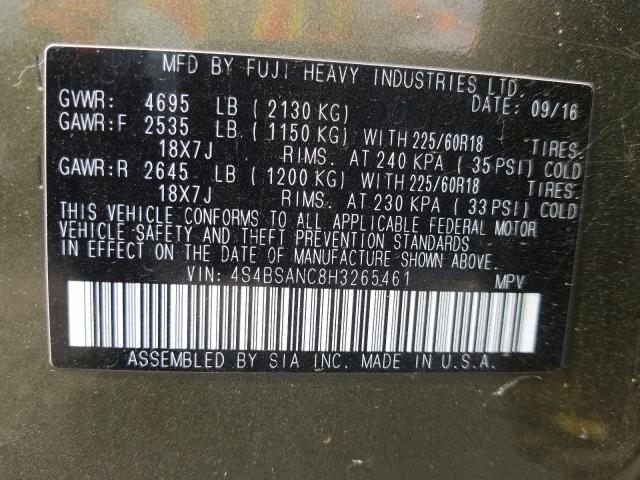 MFD BY FUJI HEAVY INDUSTRIES LTD.
GVWR: 4695 LB (2130 KG) DATE: 09/16
GAWR:F 2535 LB (1150 KG) WITH 225/60R18 TIRES.
18X7J RIMS. AT 240 KPA (35 PSI) COLD
GAWR:R 2645 LB (1200 KG) WITH 225/60R18 TIRES.
18X7J RIMS. AT 230 KPA (33 PSI) COLD
THIS VEHICLE CONFORMS TO ALL APPLICABLE FEDERAL MOTOR
VEHICLE SAFETY AND THEFT PREVENTION STANDARDS
IN EFFECT ON THE DATE OF MANUFACTURE SHOWN ABOVE.
VIN: 4S4BSANC8H3265461 MPV
ASSEMBLED BY SIA INC. MADE IN U.S.A.